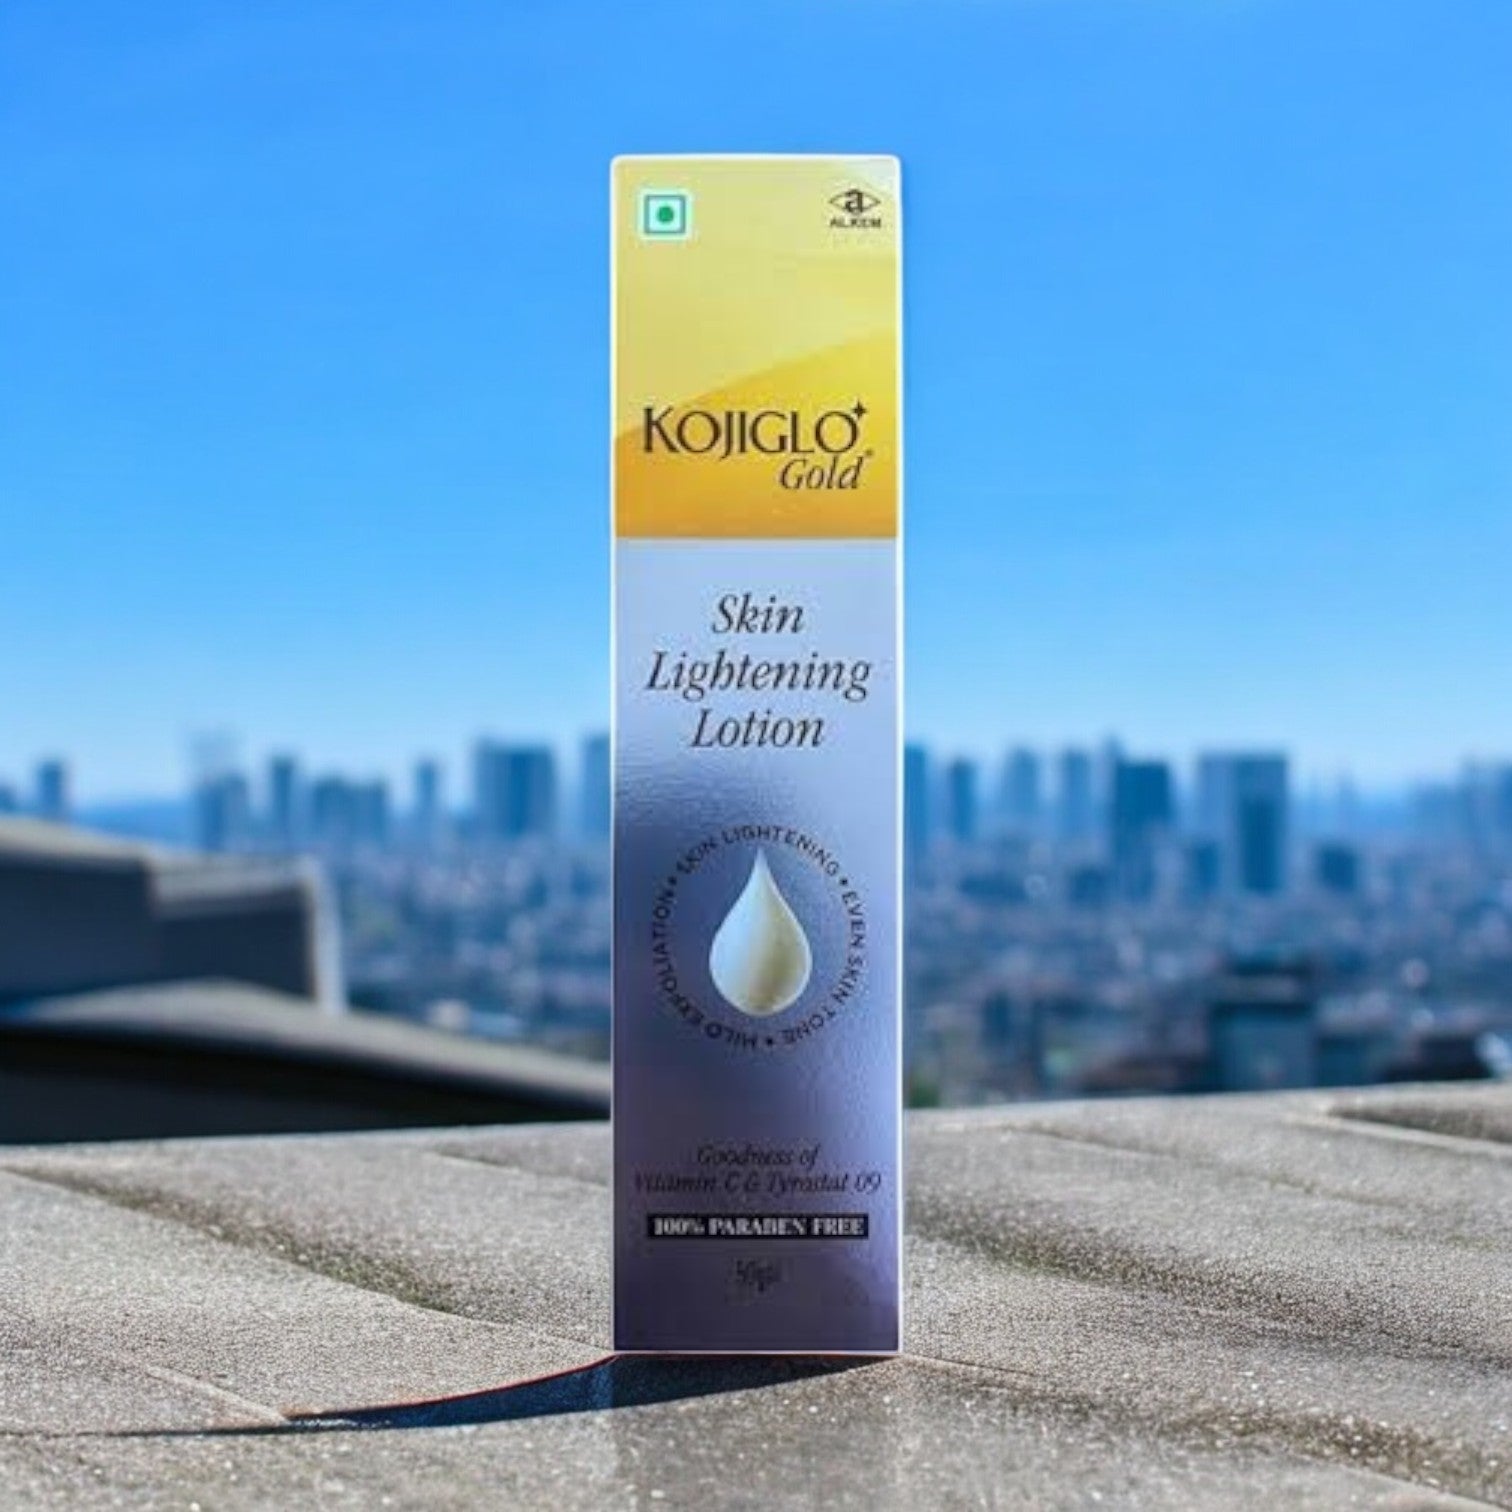 a
ALKEM
KOJIGLO
Gold®
Skin
Lightening
Lotion
SKIN LIGHTENING • EVEN SKIN TONE • MILD EXFOLIATION •
Goodness of
Vitamin C & Tyrostat 09
100% PARABEN FREE